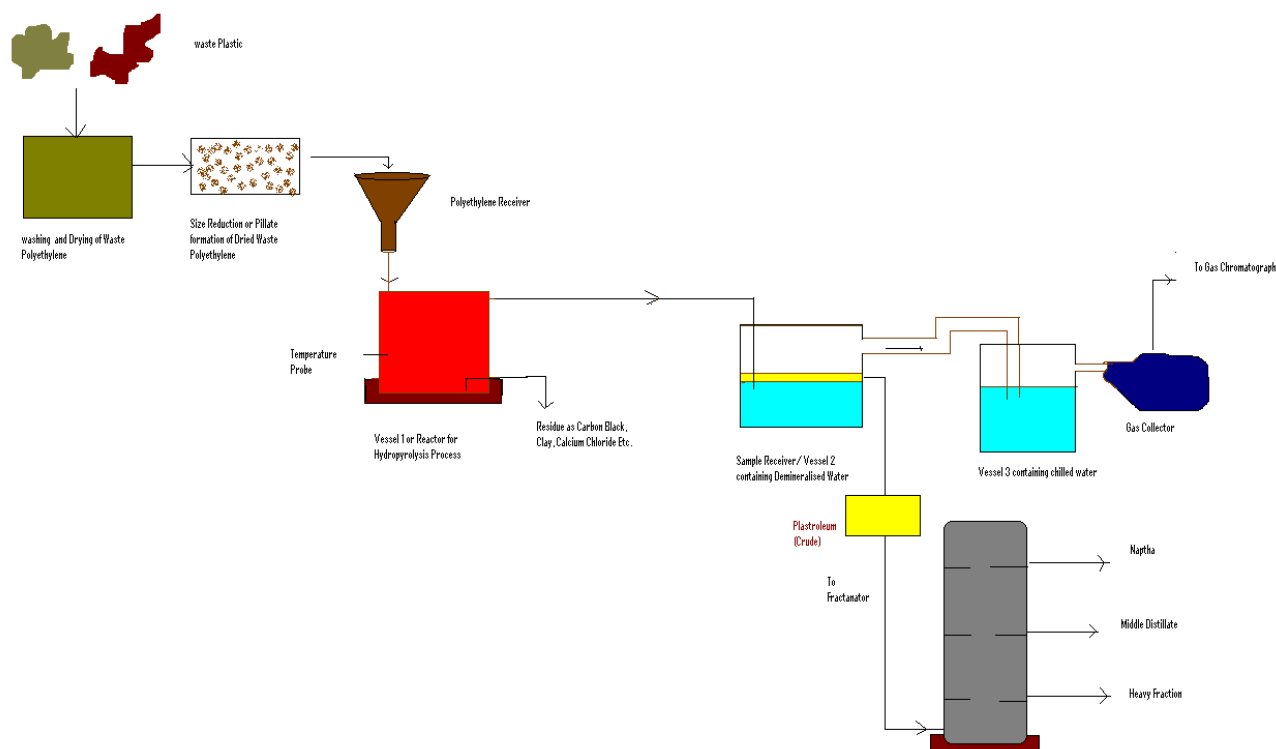 waste Plastic
washing and Drying of Waste
Polyethylene
Size Reduction or Pillate
formation of Dried Waste
Polyethylene
Polyethylene Receiver
To Gas Chromatograph
Temperature
Probe
Residue as Carbon Black,
Clay, Calcium Chloride Etc.
Vessel 1 or Reactor for
Hydropyrolysis Process
Gas Collector
Sample Receiver/ Vessel 2
containing Demineralised Water
Vessel 3 containing chilled water
Plastroleum
(Crude)
To
Fractanator
Naptha
Middle Distillate
Heavy Fraction